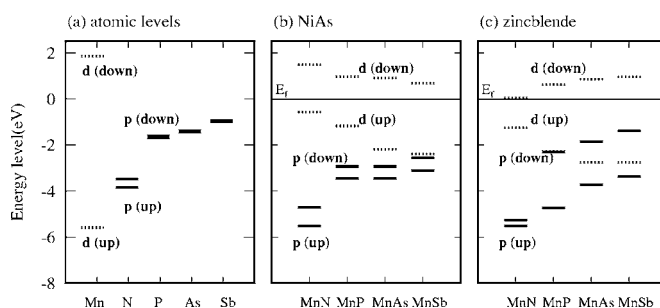 (a) atomic levels
(b) NiAs
(c) zincblende
Energy level(eV)
2
0
-2
-4
-6
-8
d (down)
p (down)
p (up)
d (up)
Mn N P As Sb
d (down)
E_f
d (up)
p (down)
p (up)
MnN MnP MnAs MnSb
d (down)
E_f
d (up)
p (down)
p (up)
MnN MnP MnAs MnSb